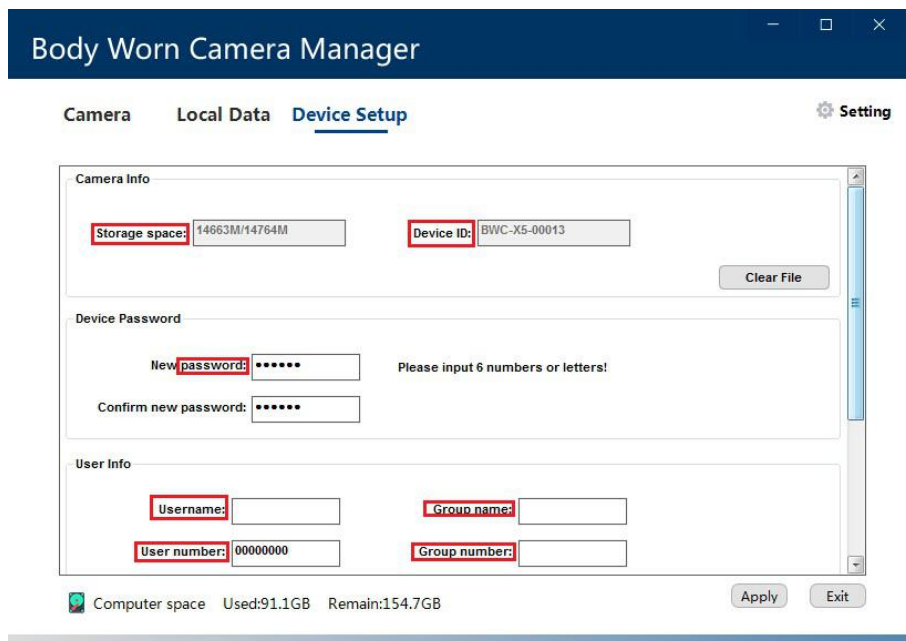 Body Worn Camera Manager
Camera Local Data Device Setup Setting
Camera Info
Storage space: 14663M/14764M Device ID: BWC-X5-00013
Clear File
Device Password
New password: •••••• Please input 6 numbers or letters!
Confirm new password: ••••••
User Info
Username: Group name:
User number: 00000000 Group number:
Computer space Used:91.1GB Remain:154.7GB Apply Exit